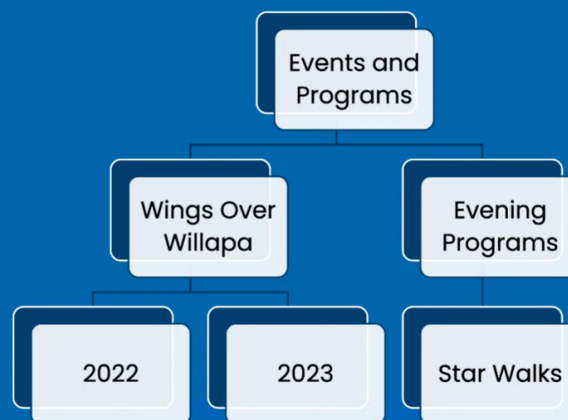 Events and
Programs
Wings Over
Willapa
Evening
Programs
2022
2023
Star Walks